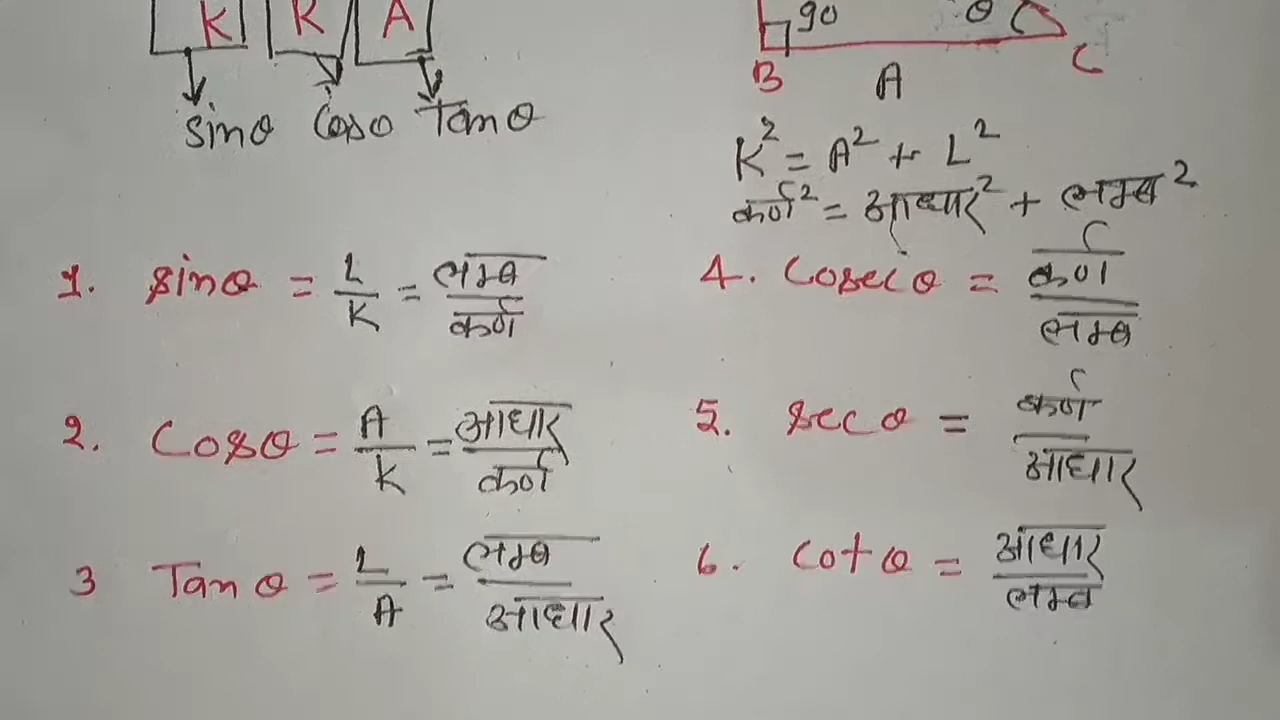 K K A
sinθ Cosθ Tanθ
90 θ
B A C
K² = A² + L²
कर्ण² = आधार² + लम्ब²
1. sinθ = L/K = लम्ब/कर्ण
4. Cosecθ = कर्ण/लम्ब
2. Cosθ = A/K = आधार/कर्ण
5. secθ = कर्ण/आधार
3 Tanθ = L/A = लम्ब/आधार
6. Cotθ = आधार/लम्ब